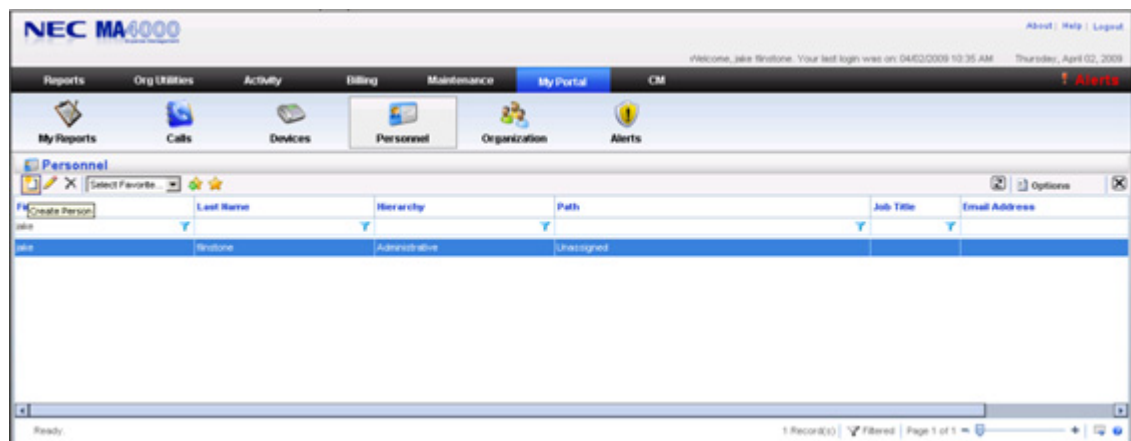 NEC MA4000
About | Help | Logout
Welcome, jake flinstone. Your last login was on: 04/02/2009 10:35 AM Thursday, April 02, 2009
Reports Org Utilities Activity Billing Maintenance My Portal CM Alerts
My Reports Calls Devices Personnel Organization Alerts
Personnel
Select Favorite... Options
Create Person Last Name Hierarchy Path Job Title Email Address
jake
jake flinstone Administrative Unassigned
Ready. 1 Record(s) Filtered Page 1 of 1